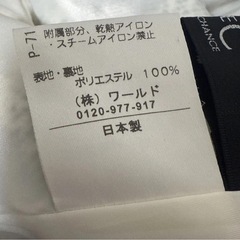 P-71
附属部分、乾熱アイロン
・スチームアイロン禁止
表地・裏地
ポリエステル 100%
(株) ワールド
0120-977-917
日本製
CHANCE